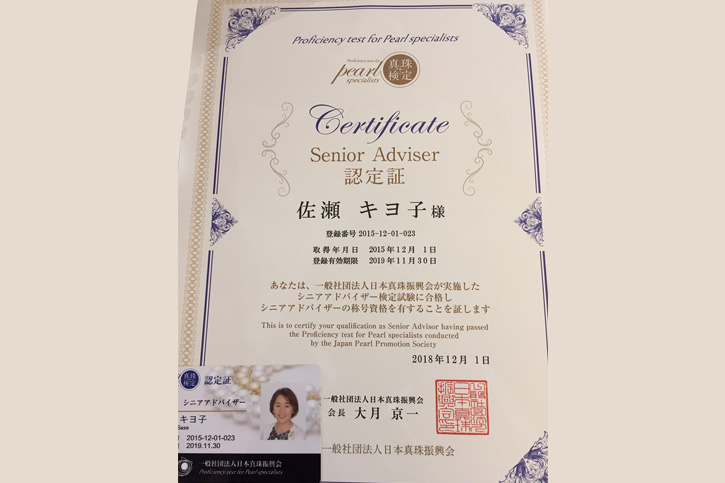 Proficiency test for Pearl specialists
Proficiency test for
pearl
specialists
真珠
検定
Certificate
Senior Adviser
認定証
佐瀬 キヨ子 様
登録番号 2015-12-01-023
取得年月日 2015年12月 1日
登録有効期限 2019年11月30日
あなたは、一般社団法人日本真珠振興会が実施した
シニアアドバイザー検定試験に合格し
シニアアドバイザーの称号資格を有することを証します
This is to certify your qualification as Senior Advisor having passed
the Proficiency test for Pearl specialists conducted
by the Japan Pearl Promotion Society
2018年12月 1日
一般社団法人日本真珠振興会
会長 大月 京一
一般社団法人日本真珠振興会
真珠
検定
認定証
シニアアドバイザー
キヨ子
Sase
2015-12-01-023
2019.11.30
一般社団法人日本真珠振興会
Proficiency test for Pearl specialists